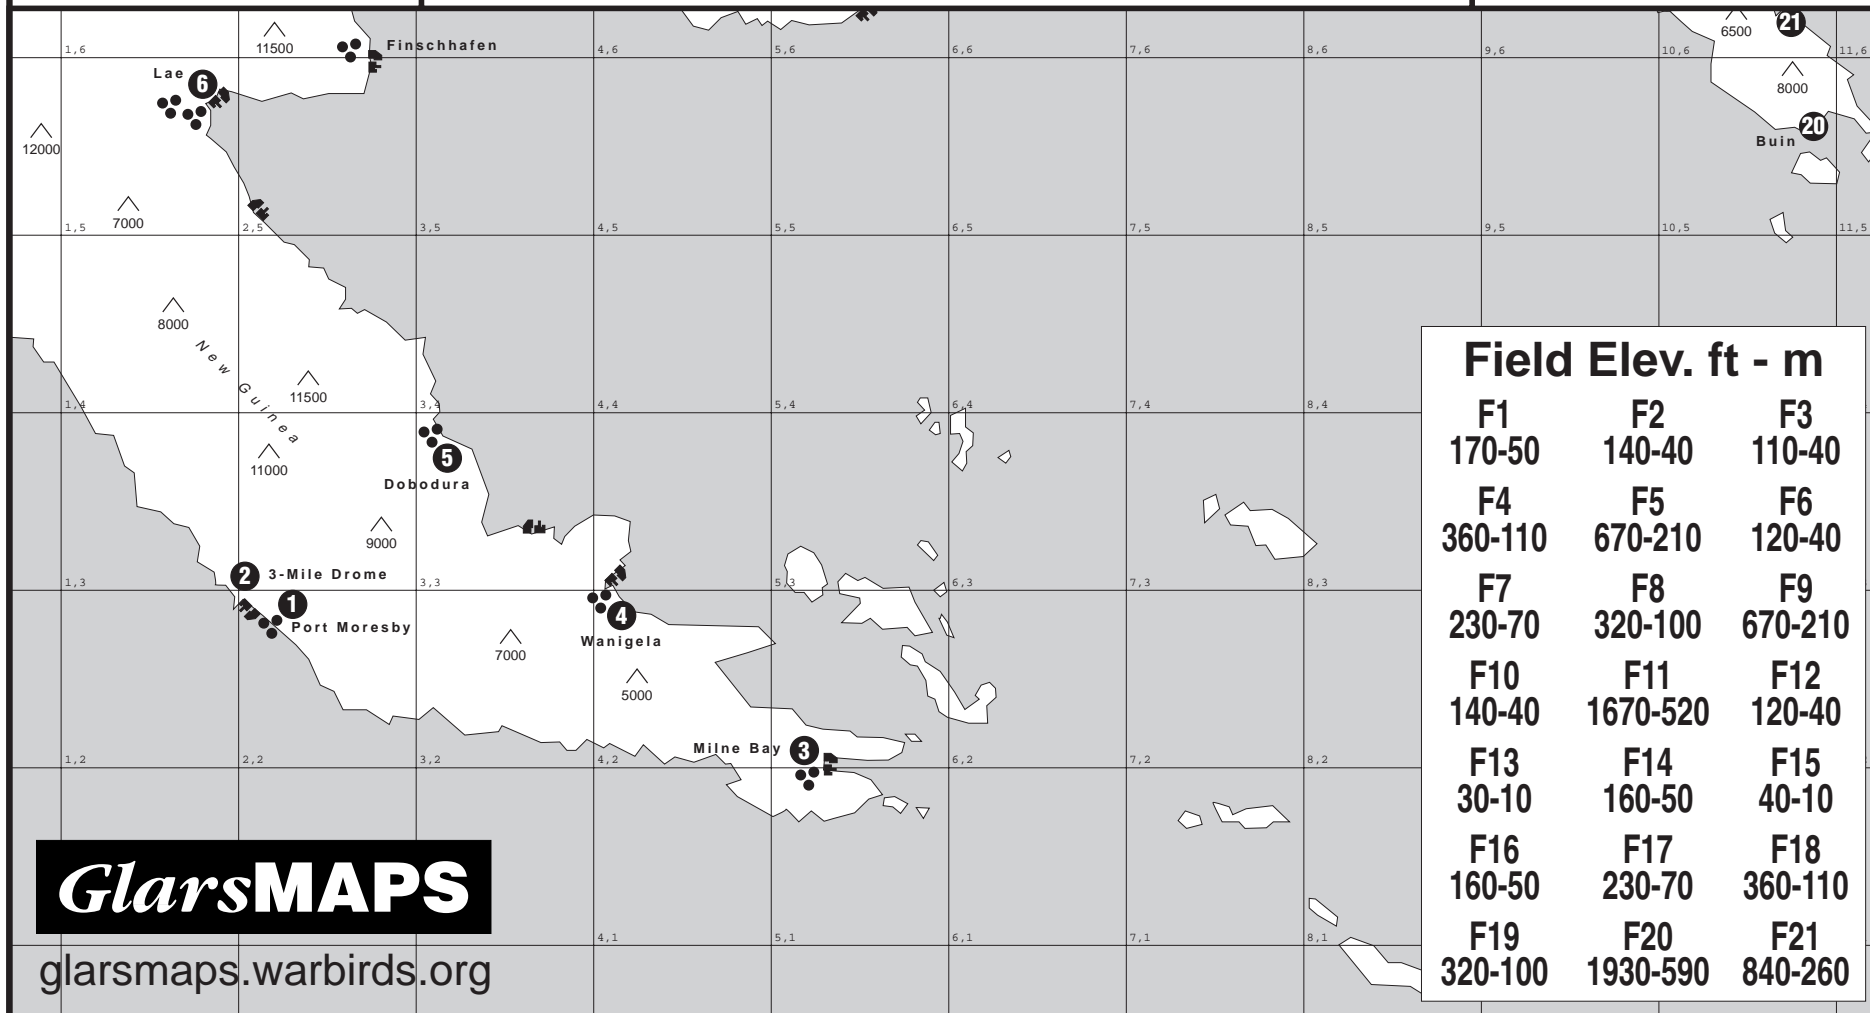 21
11500
Finschhafen
6500
1,6
4,6
5,6
6,6
7,6
8,6
9,6
10,6
11,6
Lae
6
8000
20
Buin
12000
7000
1,5
2,5
3,5
4,5
5,5
6,5
7,5
8,5
9,5
10,5
11,5
8000
New Guinea
11500
1,4
3,4
4,4
5,4
6,4
7,4
8,4
5
11000
Dobodura
9000
2
3-Mile Drome
1,3
3,3
5,3
6,3
7,3
8,3
1
4
Port Moresby
Wanigela
7000
5000
Milne Bay
3
1,2
2,2
3,2
4,2
6,2
7,2
8,2
4,1
5,1
6,1
7,1
8,1
GlarsMAPS
glarsmaps.warbirds.org
Field Elev. ft - m
F1 F2 F3
170-50 140-40 110-40
F4 F5 F6
360-110 670-210 120-40
F7 F8 F9
230-70 320-100 670-210
F10 F11 F12
140-40 1670-520 120-40
F13 F14 F15
30-10 160-50 40-10
F16 F17 F18
160-50 230-70 360-110
F19 F20 F21
320-100 1930-590 840-260